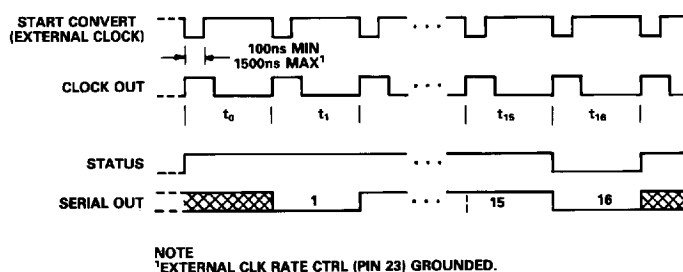 START CONVERT
(EXTERNAL CLOCK)
100ns MIN
1500ns MAX¹
CLOCK OUT
t₀ t₁ t₁₅ t₁₆
STATUS
SERIAL OUT
1 15 16
NOTE
¹EXTERNAL CLK RATE CTRL (PIN 23) GROUNDED.